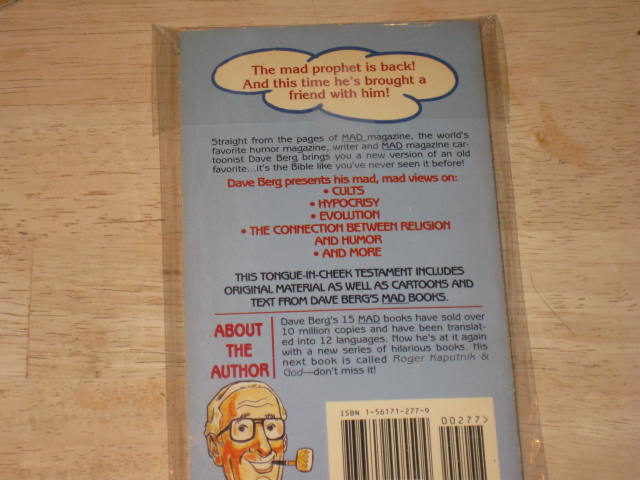 The mad prophet is back!
And this time he's brought a
friend with him!
Straight from the pages of MAD magazine, the world's
favorite humor magazine, writer and MAD magazine car-
toonist Dave Berg brings you a new version of an old
favorite...it's the Bible like you've never seen it before!
Dave Berg presents his mad, mad views on:
• CULTS
• HYPOCRISY
• EVOLUTION
• THE CONNECTION BETWEEN RELIGION
AND HUMOR
• AND MORE
THIS TONGUE-IN-CHEEK TESTAMENT INCLUDES
ORIGINAL MATERIAL AS WELL AS CARTOONS AND
TEXT FROM DAVE BERG'S MAD BOOKS.
ABOUT
THE
AUTHOR
Dave Berg's 15 MAD books have sold over
10 million copies and have been translat-
ed into 12 languages. Now he's at it again
with a new series of hilarious books. His
next book is called Roger Kaputnik &
God—don't miss it!
ISBN 1-56171-277-9
00277>